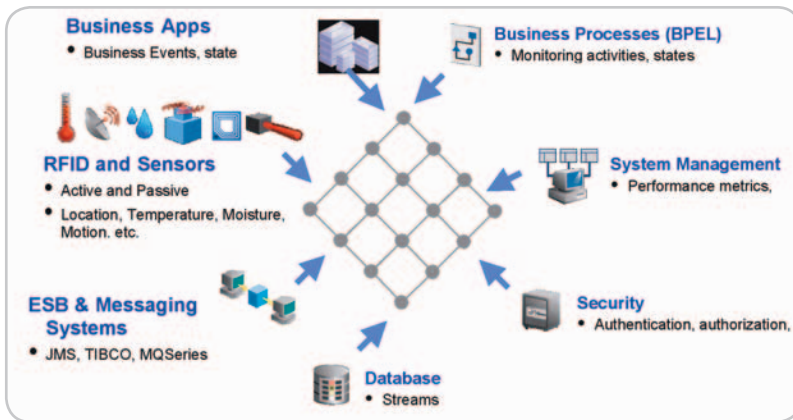 Business Apps
• Business Events, state
Business Processes (BPEL)
• Monitoring activities, states
RFID and Sensors
• Active and Passive
• Location, Temperature, Moisture,
Motion. etc.
System Management
• Performance metrics,
ESB & Messaging
Systems
• JMS, TIBCO, MQSeries
Security
• Authentication, authorization,
Database
• Streams